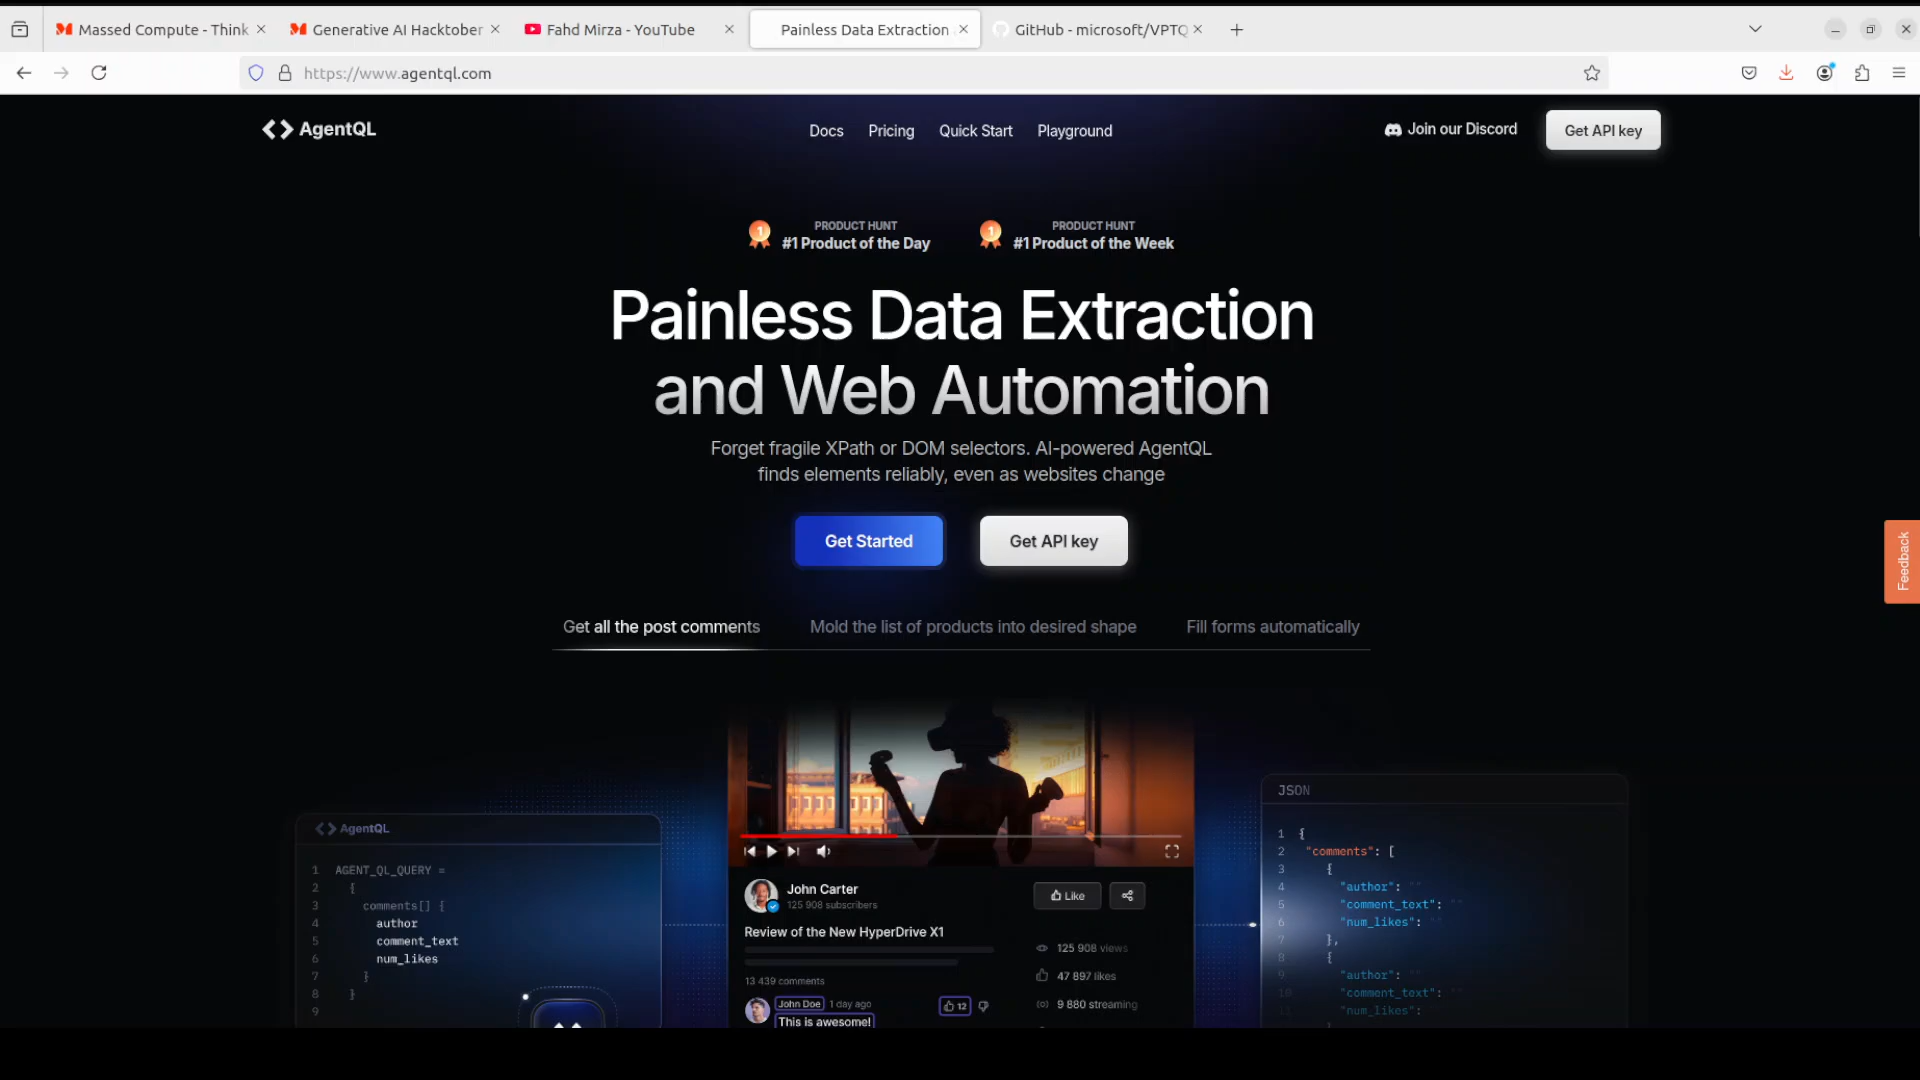 Massed Compute - Think
Generative AI Hacktober
Fahd Mirza - YouTube
Painless Data Extraction
GitHub - microsoft/VPTQ
https://www.agentql.com
AgentQL
Docs
Pricing
Quick Start
Playground
Join our Discord
Get API key
PRODUCT HUNT
#1 Product of the Day
PRODUCT HUNT
#1 Product of the Week
Painless Data Extraction
and Web Automation
Forget fragile XPath or DOM selectors. AI-powered AgentQL
finds elements reliably, even as websites change
Get Started
Get API key
Get all the post comments
Mold the list of products into desired shape
Fill forms automatically
Feedback
AgentQL
1 AGENT_QL_QUERY =
2 {
3 comments[] {
4 author
5 comment_text
6 num_likes
7 }
8 }
9
John Carter
125 908 subscribers
Like
Review of the New HyperDrive X1
125 908 views
47 897 likes
9 880 streaming
13 439 comments
John Doe 1 day ago
12
This is awesome!
JSON
1 {
2 "comments": [
3 {
4 "author": ""
5 "comment_text": ""
6 "num_likes": ""
7 },
8 {
9 "author": ""
10 "comment_text": ""
11 "num_likes": ""